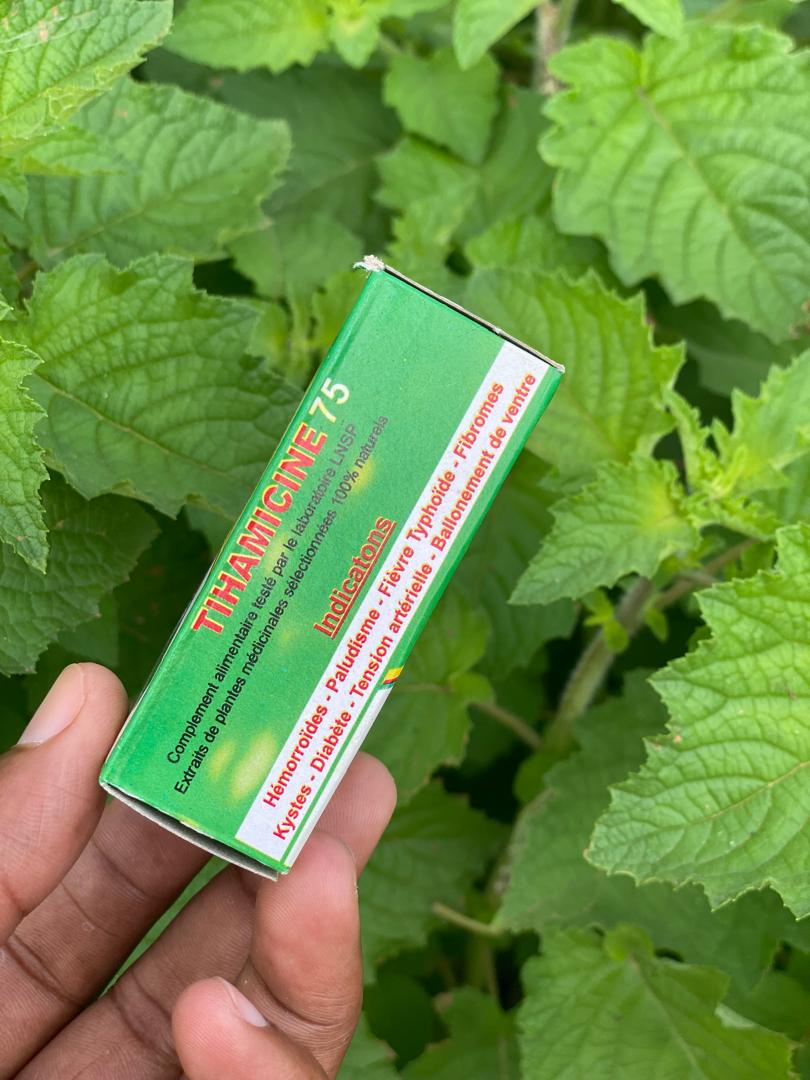 TIHAMICINE 75
Complement alimentaire testé par le laboratoire LNSP
Extraits de plantes médicinales sélectionnées 100% naturels
Indicatons
Hémorroïdes - Paludisme - Fièvre Typhoïde - Fibromes
Kystes - Diabète - Tension artérielle - Ballonement de ventre